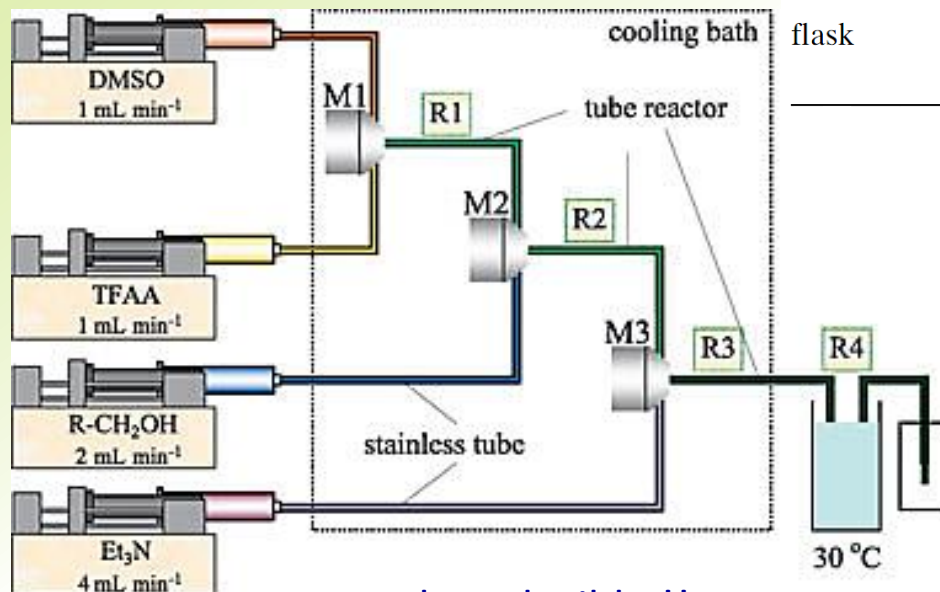 cooling bath
flask
DMSO
1 mL min⁻¹
M1
R1
tube reactor
M2
R2
TFAA
1 mL min⁻¹
M3
R3
R4
R-CH₂OH
2 mL min⁻¹
stainless tube
Et₃N
4 mL min⁻¹
30 °C